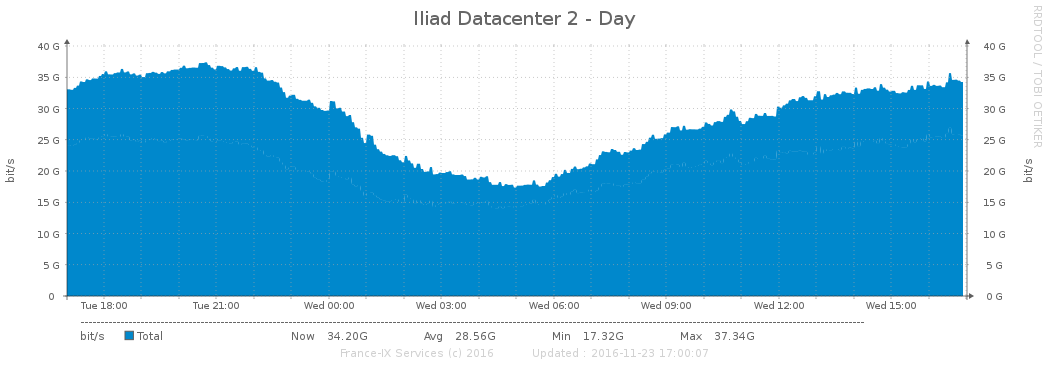 Iliad Datacenter 2 - Day
RRDTOOL / TOBI OETIKER
40 G 40 G
35 G 35 G
30 G 30 G
25 G 25 G
20 G 20 G
15 G 15 G
10 G 10 G
5 G 5 G
0 0 G
bit/s bit/s
Tue 18:00 Tue 21:00 Wed 00:00 Wed 03:00 Wed 06:00 Wed 09:00 Wed 12:00 Wed 15:00
bit/s Total Now 34.20G Avg 28.56G Min 17.32G Max 37.34G
France-IX Services (c) 2016 Updated : 2016-11-23 17:00:07